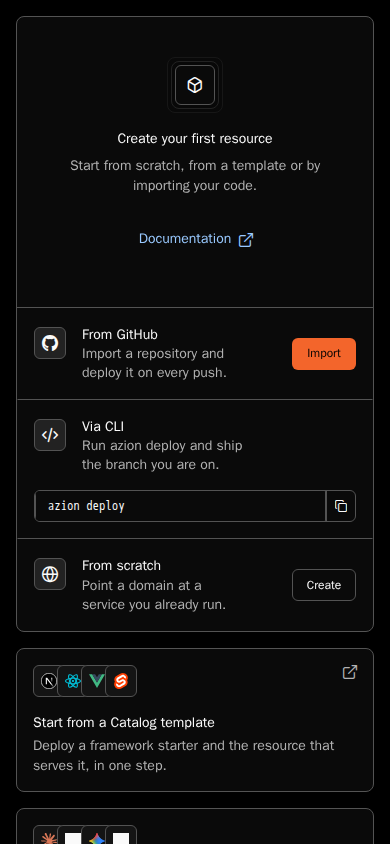 Create your first resource
Start from scratch, from a template or by
importing your code.
Documentation
From GitHub
Import a repository and
deploy it on every push.
Import
Via CLI
Run azion deploy and ship
the branch you are on.
azion deploy
From scratch
Point a domain at a
service you already run.
Create
Start from a Catalog template
Deploy a framework starter and the resource that
serves it, in one step.